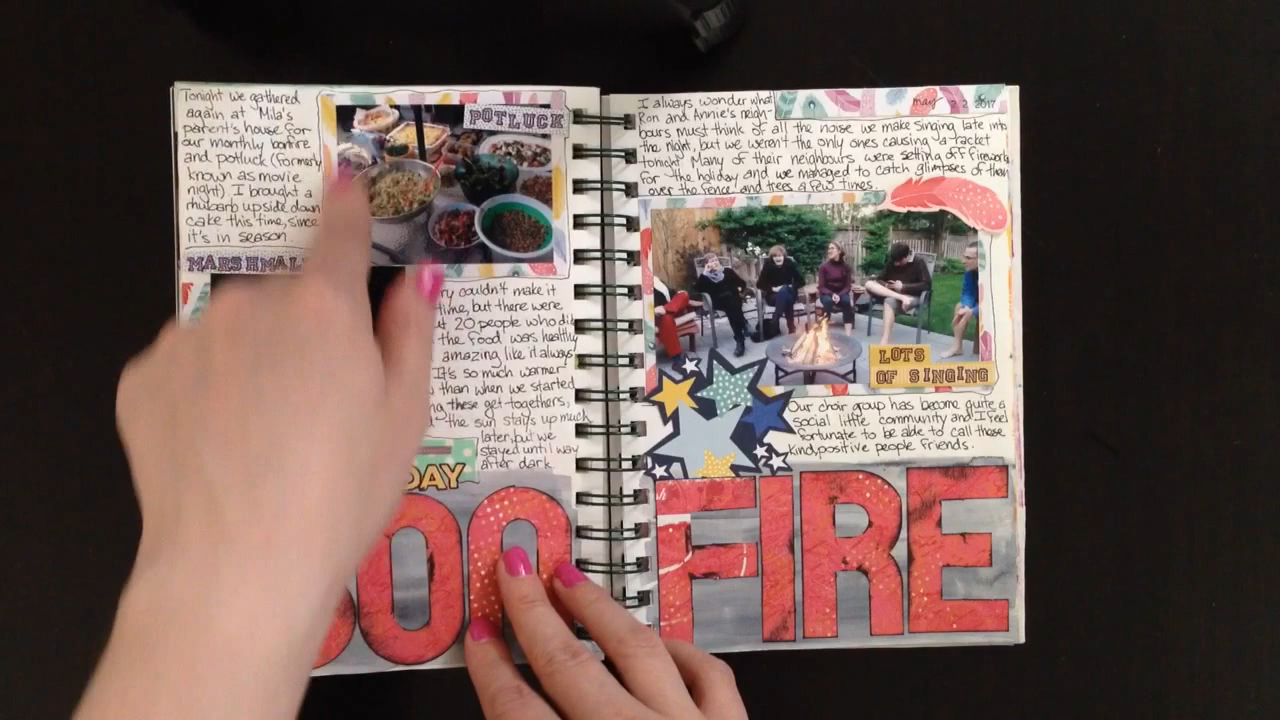 Tonight we gathered
again at Mila's
parent's house for
our monthly bonfire
and potluck (formerly
known as movie
night) I brought a
rhubarb upside down
cake this time, since
it's in season.
POTLUCK
MARSHMAL
couldn't make it
time, but there were
20 people who did
the food was healthy
amazing like it always
It's so much warmer
than when we started
these get-togethers,
the sun stays up much
later, but we
stayed until way
after dark
DAY
may 22 2017
I always wonder what
Ron and Annie's neigh-
bours must think of all the noise we make singing late into
the night, but we weren't the only ones causing a racket
tonight Many of their neighbours were setting off fireworks
for the holiday and we managed to catch glimpses of them
over the fence and trees a few times.
LOTS
OF SINGING
Our choir group has become quite a
social little community and I feel
fortunate to be able to call these
kind, positive people friends.
FIRE